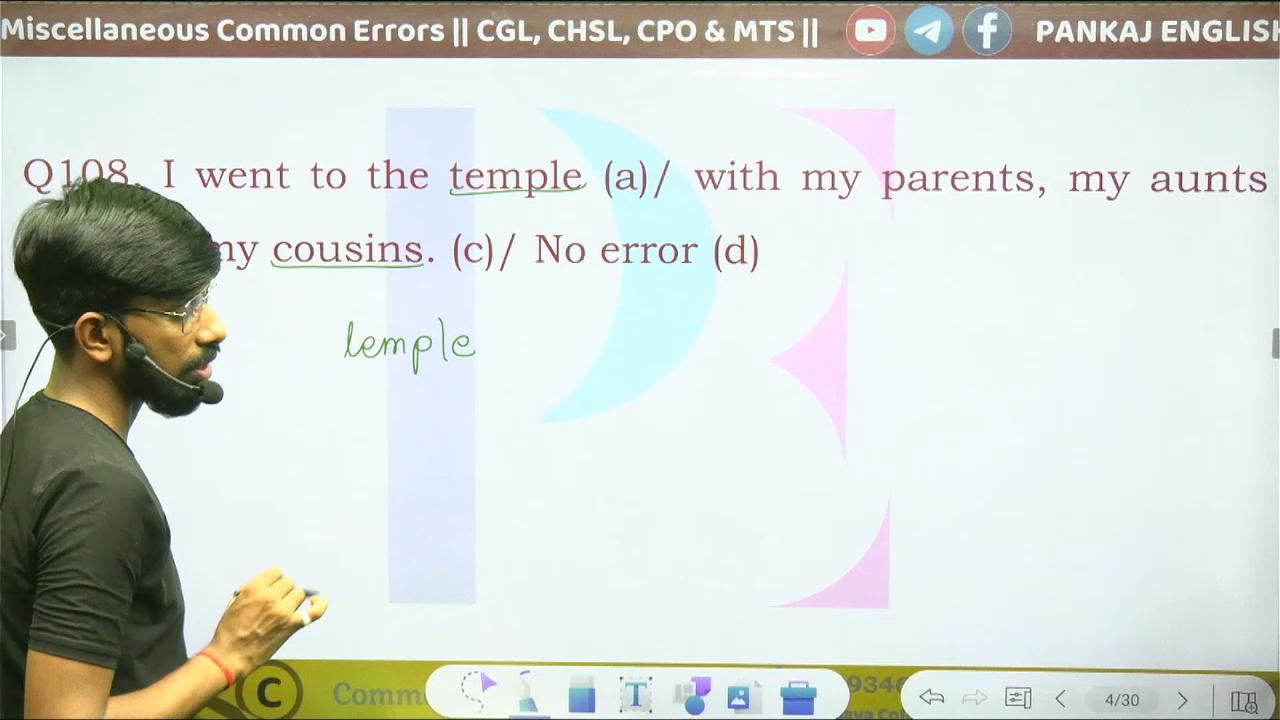 Miscellaneous Common Errors || CGL, CHSL, CPO & MTS || PANKAJ ENGLISH
Q108. I went to the temple (a)/ with my parents, my aunts
my cousins. (c)/ No error (d)
temple
C
4/30